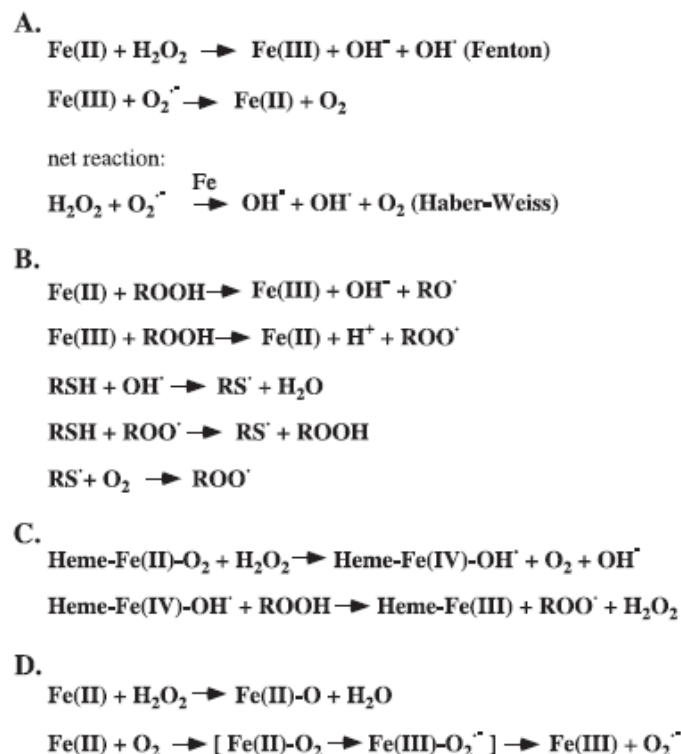 A.
Fe(II) + H₂O₂ → Fe(III) + OH⁻ + OH˙ (Fenton)
Fe(III) + O₂˙⁻ → Fe(II) + O₂
net reaction:
Fe
H₂O₂ + O₂˙⁻ → OH⁻ + OH˙ + O₂ (Haber-Weiss)
B.
Fe(II) + ROOH → Fe(III) + OH⁻ + RO˙
Fe(III) + ROOH → Fe(II) + H⁺ + ROO˙
RSH + OH˙ → RS˙ + H₂O
RSH + ROO˙ → RS˙ + ROOH
RS˙ + O₂ → ROO˙
C.
Heme-Fe(II)-O₂ + H₂O₂ → Heme-Fe(IV)-OH˙ + O₂ + OH⁻
Heme-Fe(IV)-OH˙ + ROOH → Heme-Fe(III) + ROO˙ + H₂O₂
D.
Fe(II) + H₂O₂ → Fe(II)-O + H₂O
Fe(II) + O₂ → [ Fe(II)-O₂ → Fe(III)-O₂˙⁻ ] → Fe(III) + O₂˙⁻